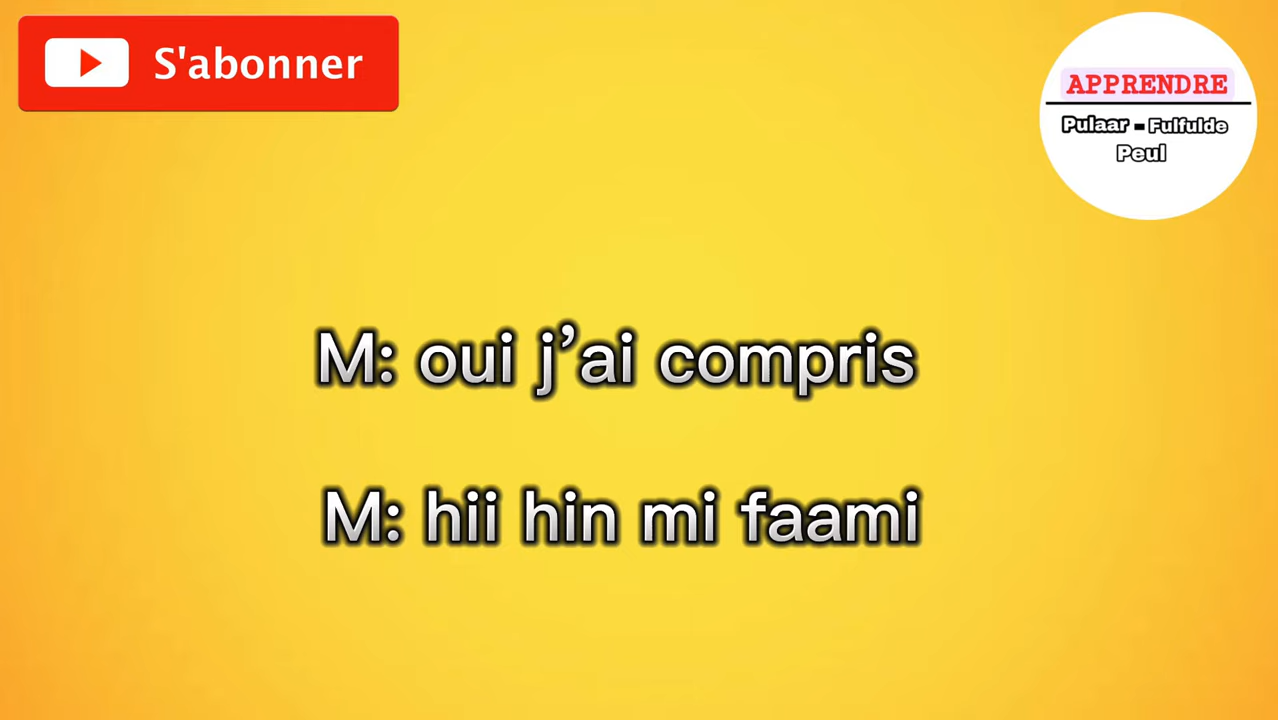 S'abonner
APPRENDRE
Pulaar - Fulfulde
Peul
M: oui j’ai compris
M: hii hin mi faami